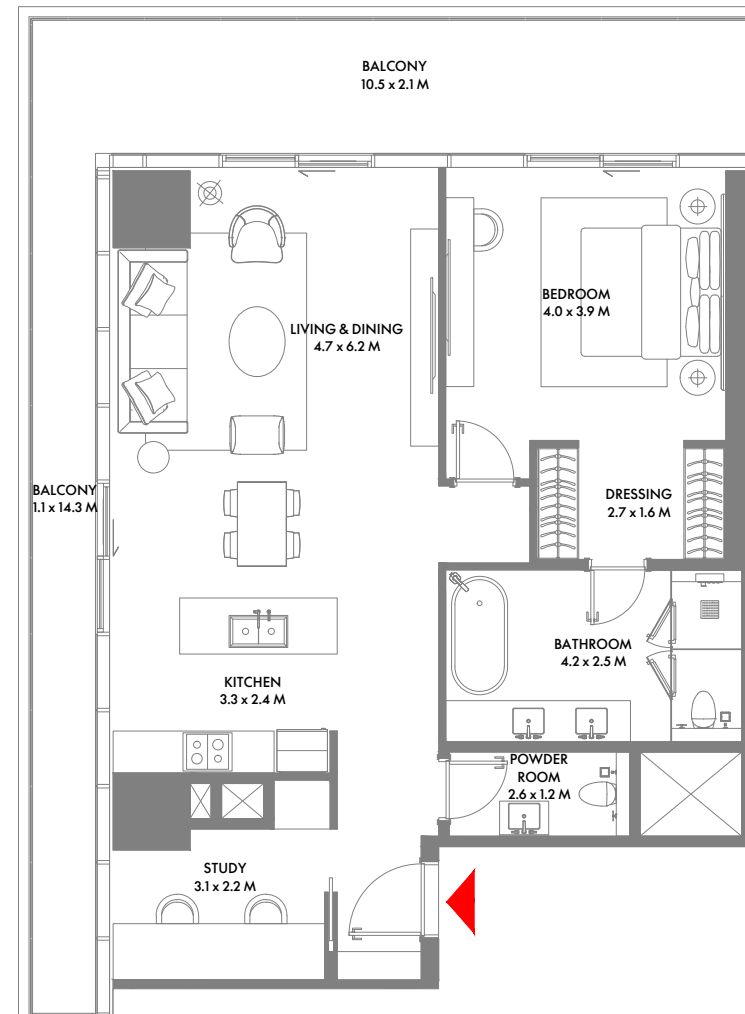 BALCONY
10.5 x 2.1 M
BEDROOM
4.0 x 3.9 M
LIVING & DINING
4.7 x 6.2 M
BALCONY
1.1 x 14.3 M
DRESSING
2.7 x 1.6 M
BATHROOM
4.2 x 2.5 M
KITCHEN
3.3 x 2.4 M
POWDER
ROOM
2.6 x 1.2 M
STUDY
3.1 x 2.2 M